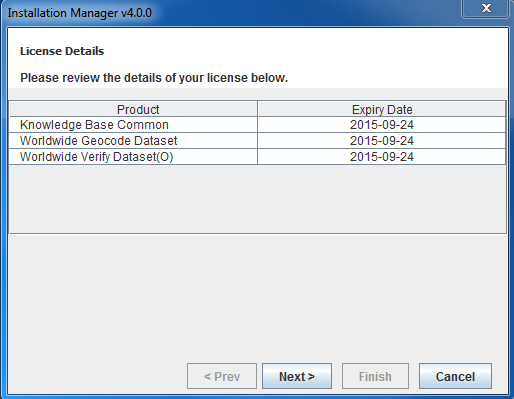 Installation Manager v4.0.0
X
License Details
Please review the details of your license below.
Product Expiry Date
Knowledge Base Common 2015-09-24
Worldwide Geocode Dataset 2015-09-24
Worldwide Verify Dataset(O) 2015-09-24
< Prev Next > Finish Cancel